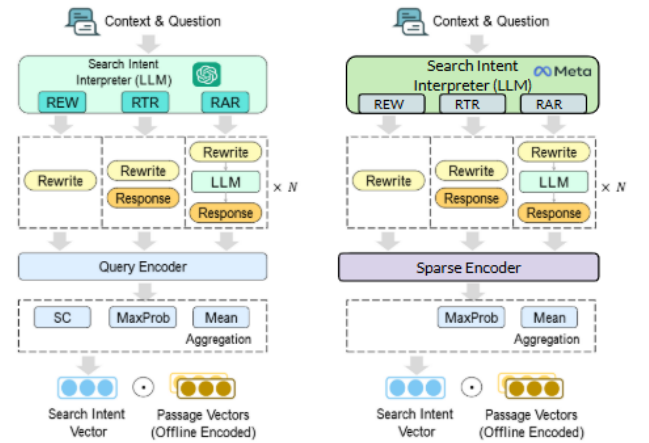 Context & Question
Search Intent
Interpreter (LLM)
REW
RTR
RAR
Rewrite
Rewrite
Response
Rewrite
LLM
Response
× N
Query Encoder
SC
MaxProb
Mean
Aggregation
Search Intent
Vector
Passage Vectors
(Offline Encoded)
Context & Question
Search Intent
Interpreter (LLM)
Meta
REW
RTR
RAR
Rewrite
Rewrite
Response
Rewrite
LLM
Response
× N
Sparse Encoder
MaxProb
Mean
Aggregation
Search Intent
Vector
Passage Vectors
(Offline Encoded)